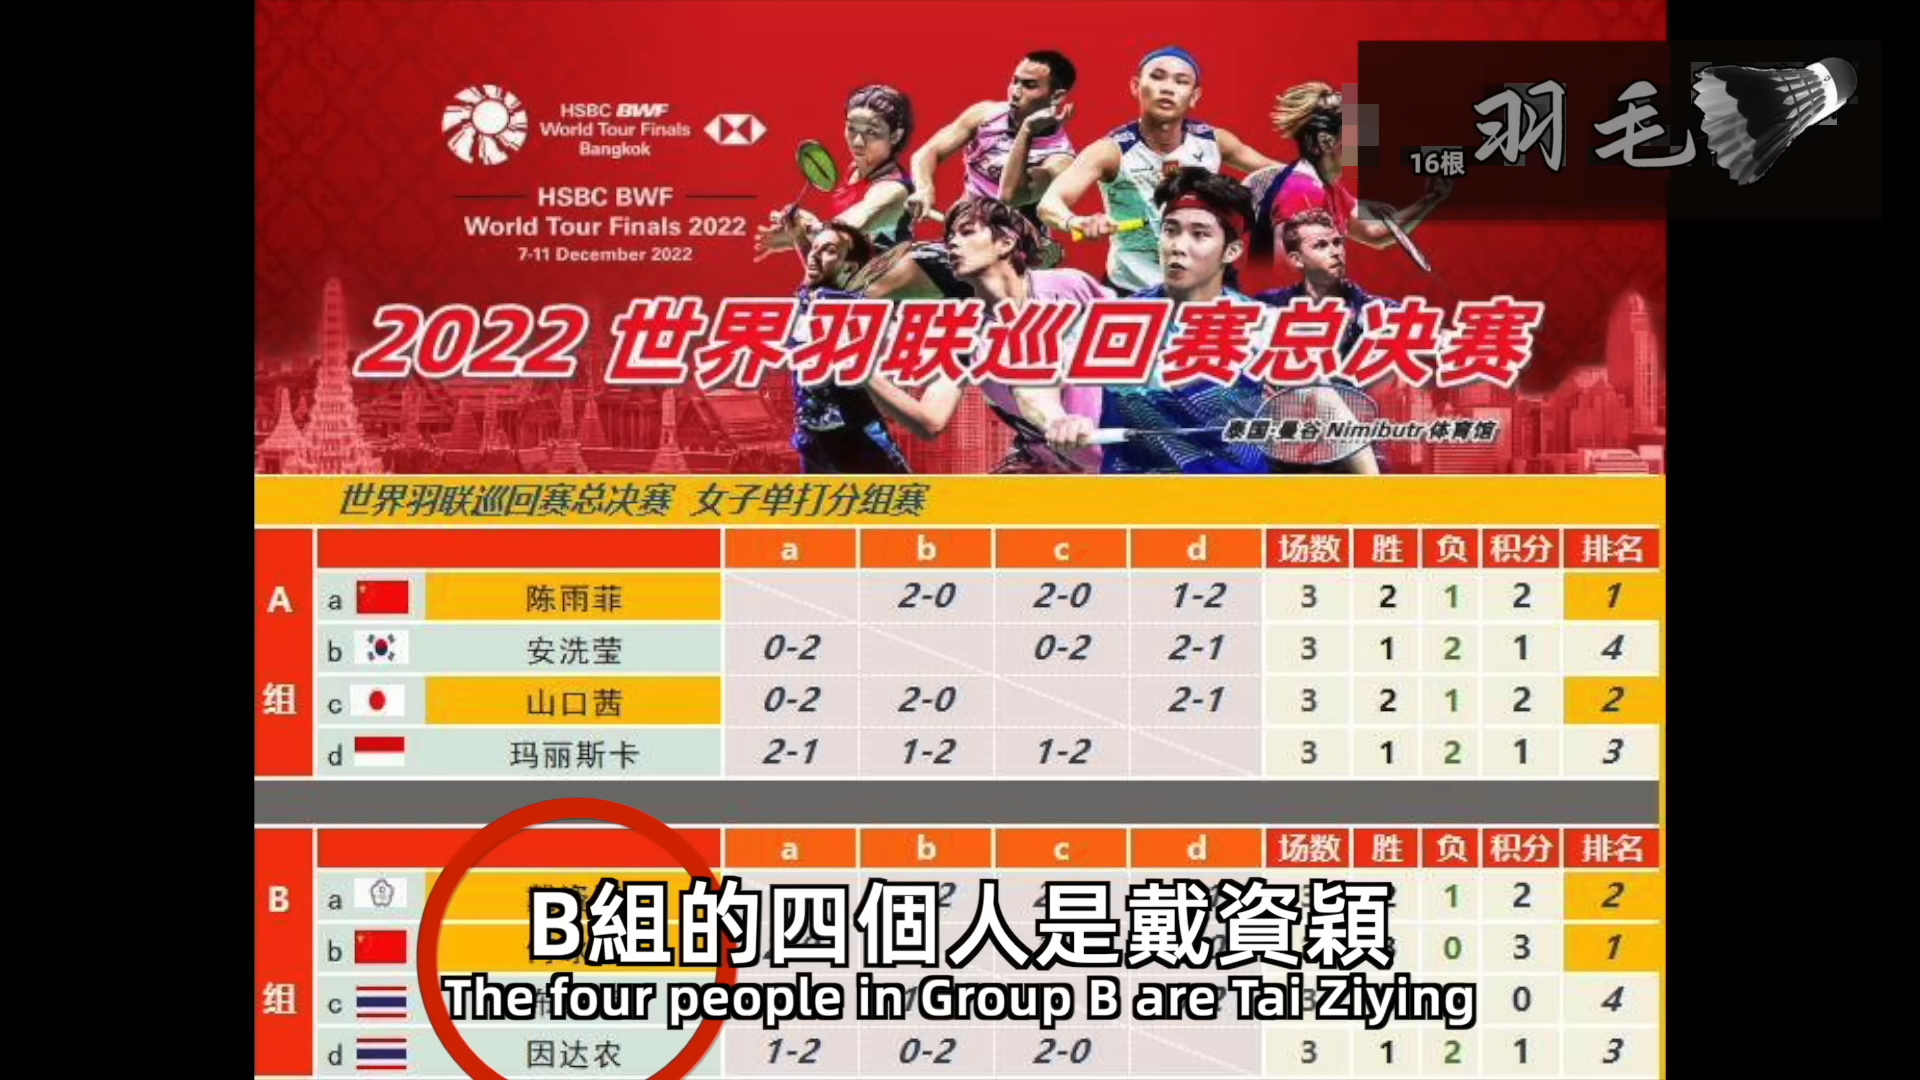 HSBC BWF
World Tour Finals
Bangkok
HSBC BWF
World Tour Finals 2022
7-11 December 2022
16根 羽毛
2022 世界羽联巡回赛总决赛
泰国·曼谷 Nimibutr 体育馆
世界羽联巡回赛总决赛 女子单打分组赛
a b c d 场数 胜 负 积分 排名
A组
a 陈雨菲 2-0 2-0 1-2 3 2 1 2 1
b 安洗莹 0-2 0-2 2-1 3 1 2 1 4
c 山口茜 0-2 2-0 2-1 3 2 1 2 2
d 玛丽斯卡 2-1 1-2 1-2 3 1 2 1 3
a b c d 场数 胜 负 积分 排名
B组
a 1 2 2
b 0 3 1
c 0 4
d 因达农 1-2 0-2 2-0 3 1 2 1 3
B組的四個人是戴資穎
The four people in Group B are Tai Ziying